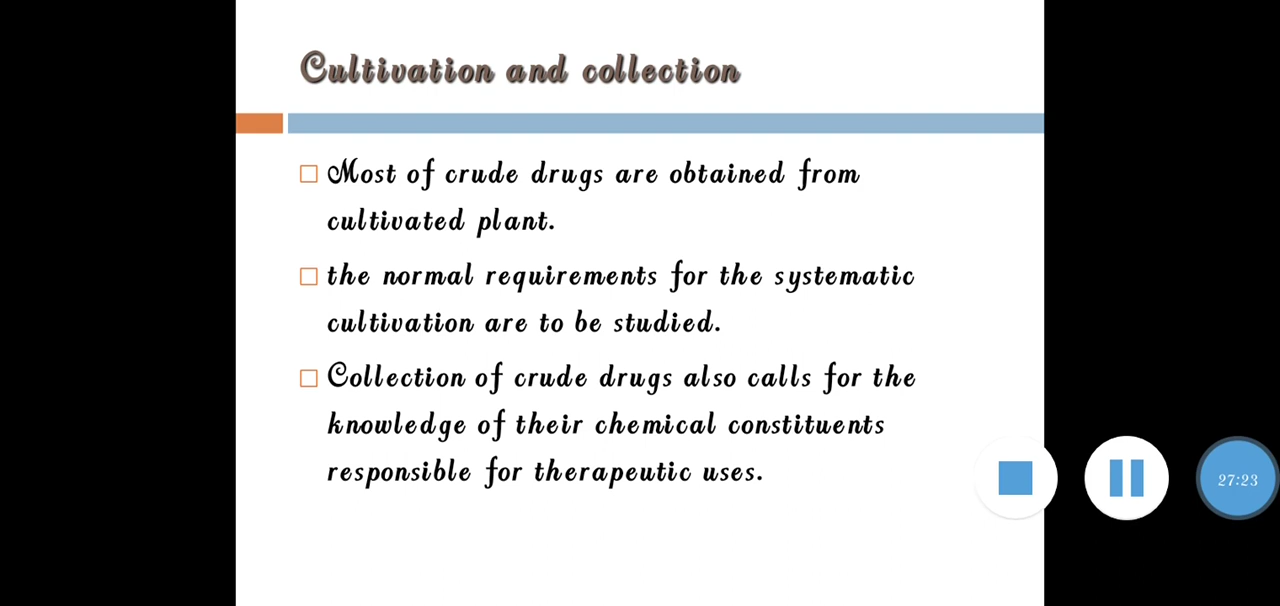 Cultivation and collection
Most of crude drugs are obtained from
cultivated plant.
the normal requirements for the systematic
cultivation are to be studied.
Collection of crude drugs also calls for the
knowledge of their chemical constituents
responsible for therapeutic uses.
27:23